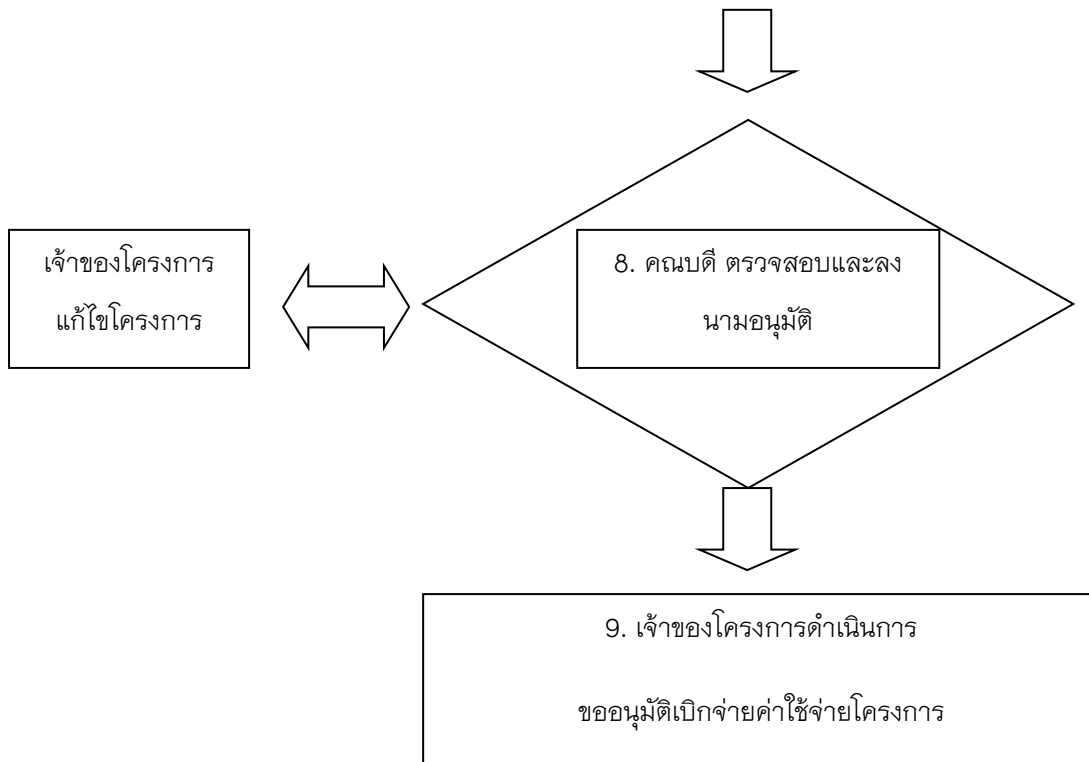 เจ้าของโครงการ
แก้ไขโครงการ
8. คณบดี ตรวจสอบและลง
นามอนุมัติ
9. เจ้าของโครงการดำเนินการ
ขออนุมัติเบิกจ่ายค่าใช้จ่ายโครงการ